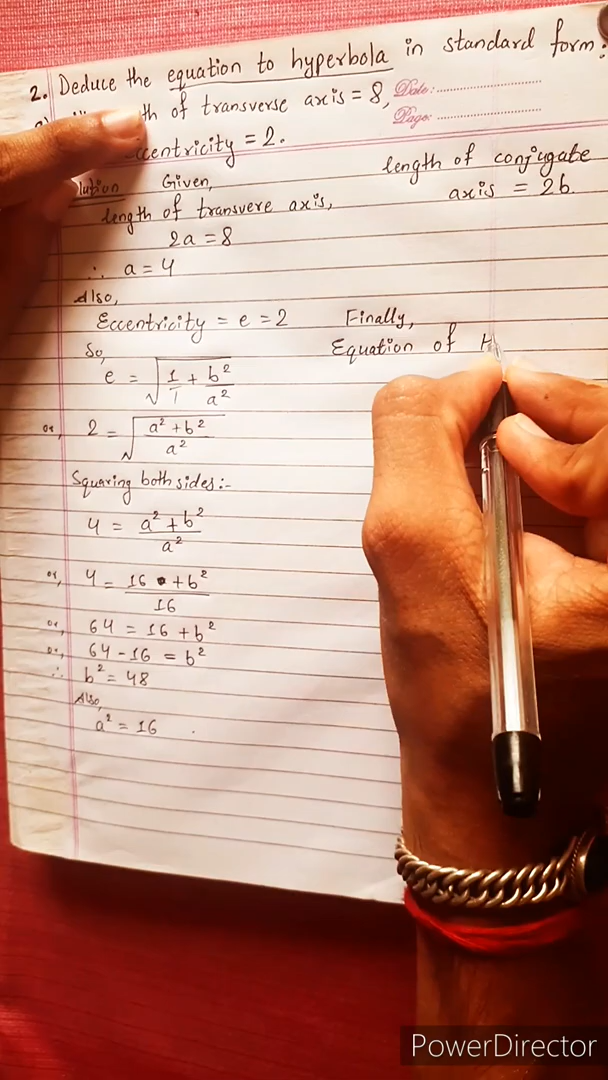 2. Deduce the equation to hyperbola in standard form:
th of transverse axis = 8,
Date:
Page:
ccentricity = 2.
lution Given,
length of transvere axis,
2a = 8
∴ a = 4
Also,
Eccentricity = e = 2
So,
e = √(1/1 + b²/a²)
or, 2 = √((a² + b²)/a²)
Squaring both sides :-
4 = (a² + b²)/a²
or, 4 = (16 + b²)/16
or, 64 = 16 + b²
or, 64 - 16 = b²
∴ b² = 48
Also,
a² = 16
length of conjugate
axis = 2b
Finally,
Equation of H
PowerDirector